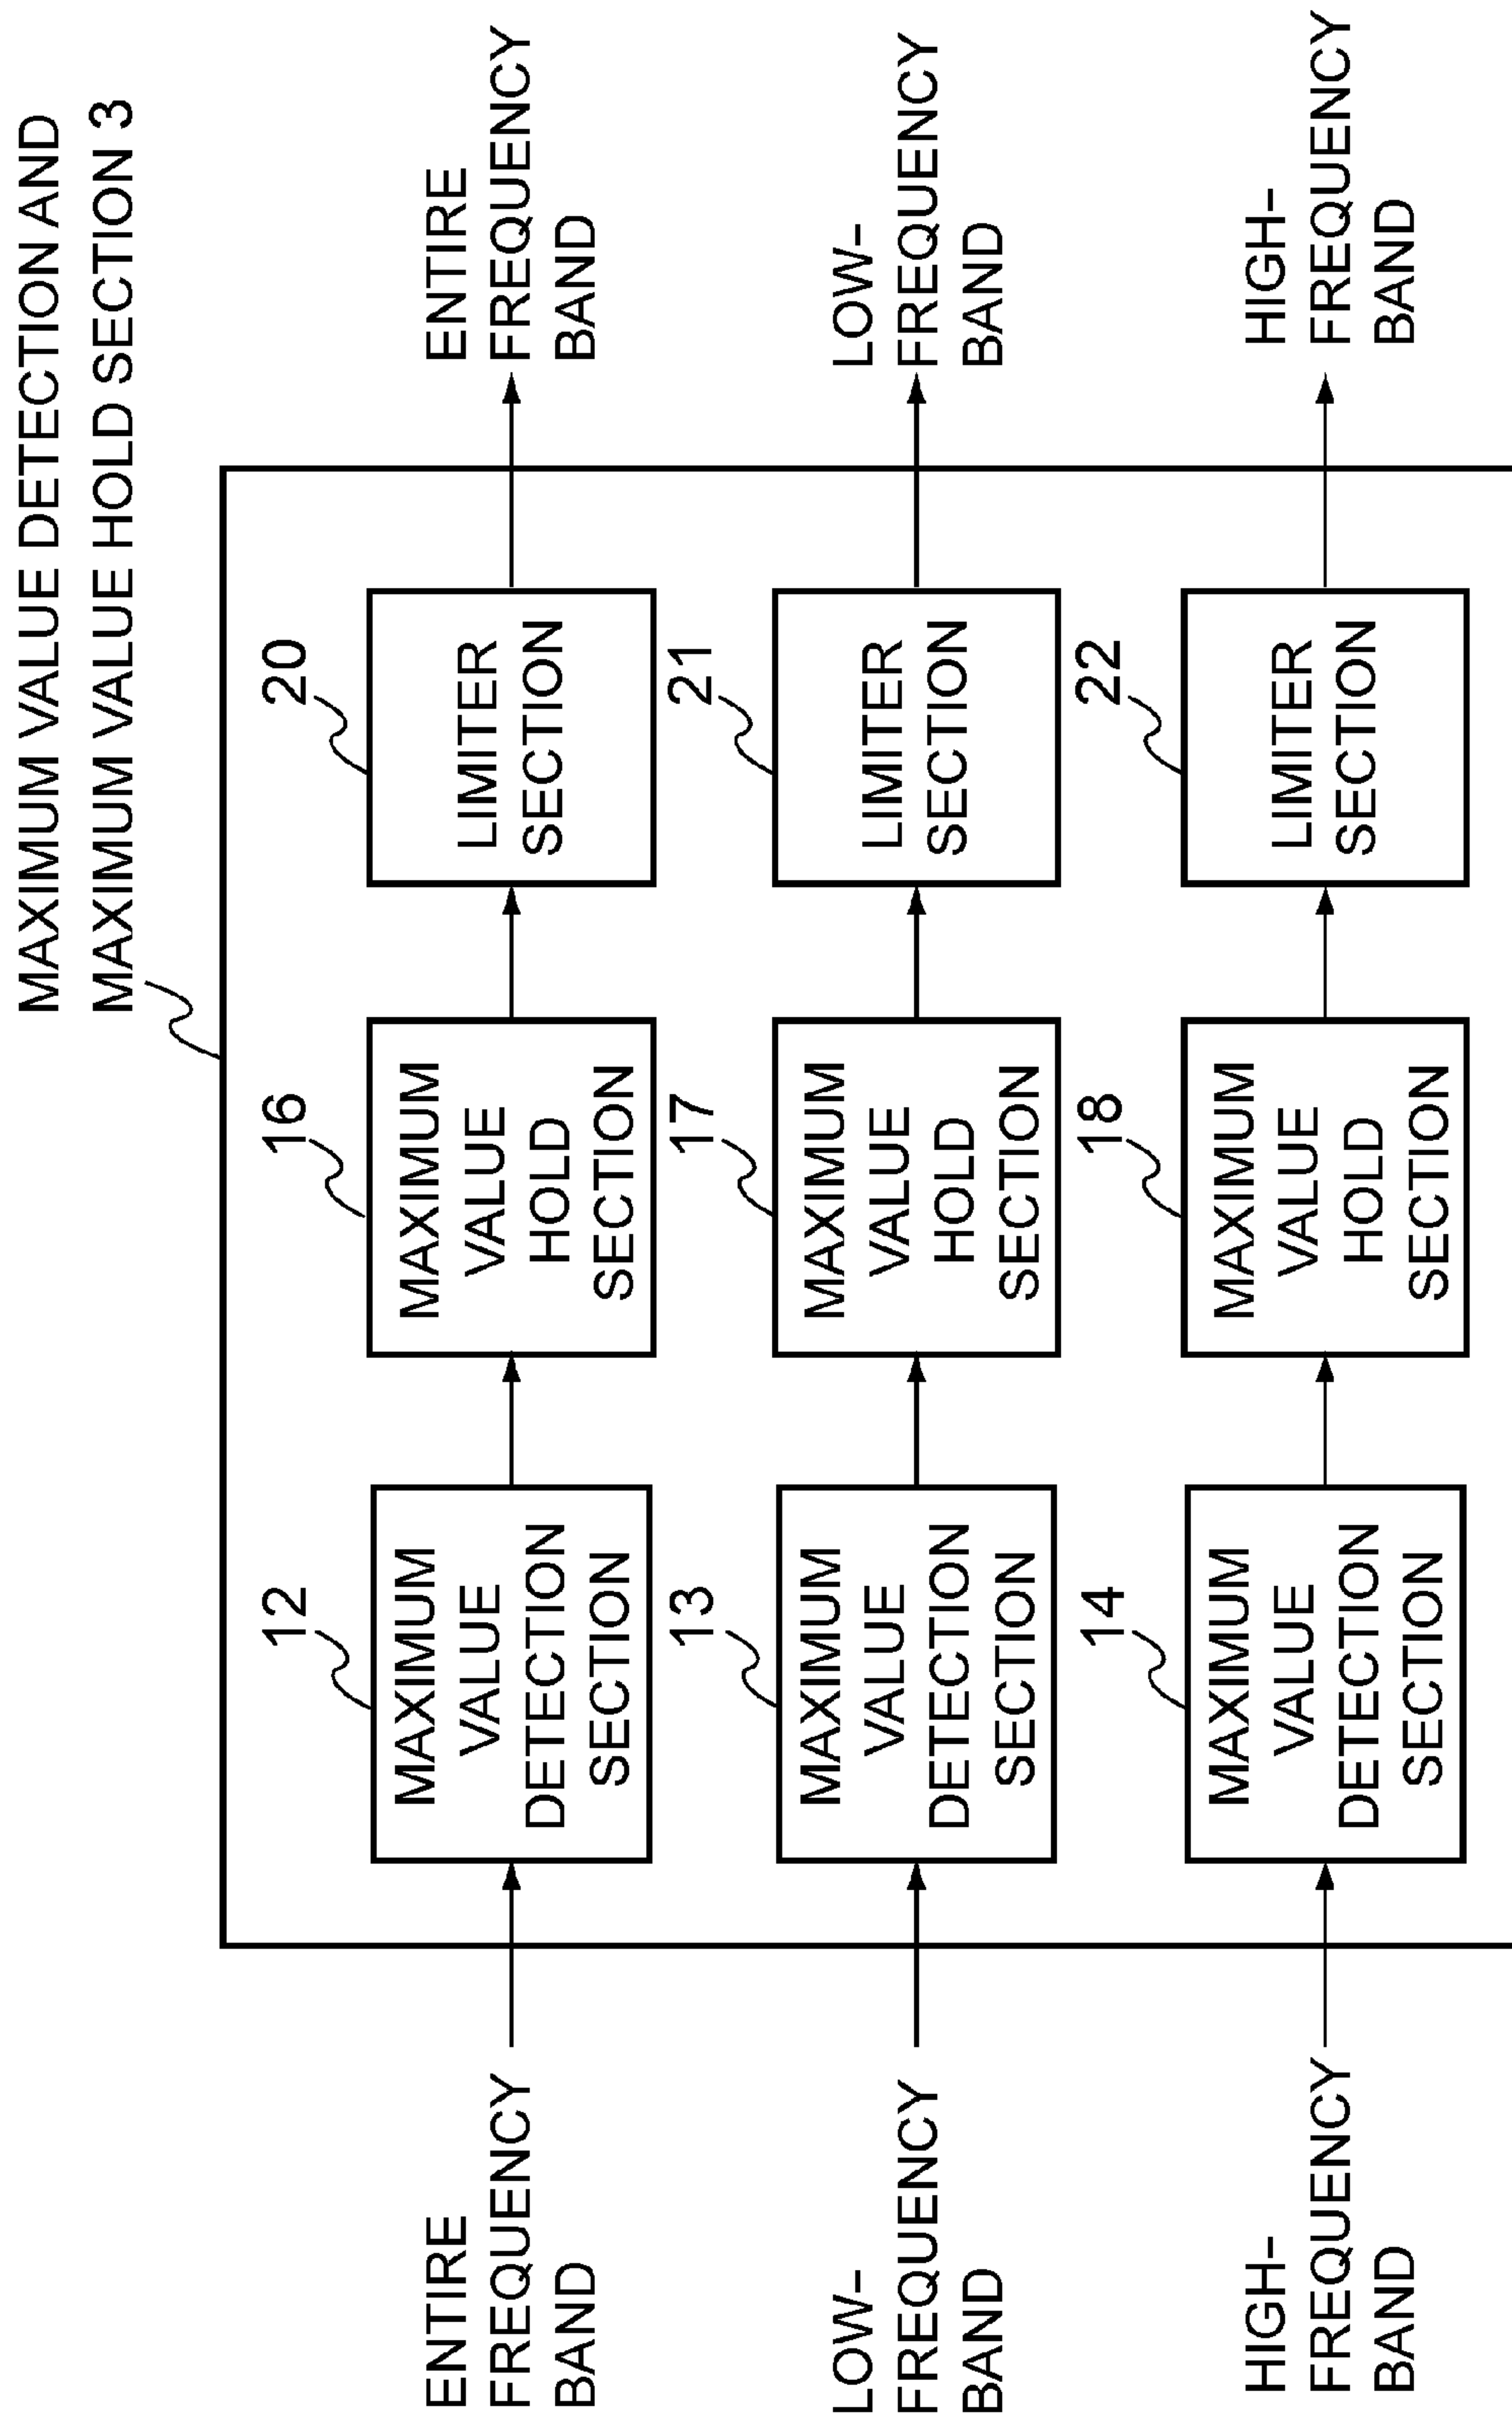 MAXIMUM VALUE DETECTION AND
MAXIMUM VALUE HOLD SECTION 3
ENTIRE
FREQUENCY
BAND
12
MAXIMUM
VALUE
DETECTION
SECTION
16
MAXIMUM
VALUE
HOLD
SECTION
20
LIMITER
SECTION
ENTIRE
FREQUENCY
BAND
LOW-
FREQUENCY
BAND
13
MAXIMUM
VALUE
DETECTION
SECTION
17
MAXIMUM
VALUE
HOLD
SECTION
21
LIMITER
SECTION
LOW-
FREQUENCY
BAND
HIGH-
FREQUENCY
BAND
14
MAXIMUM
VALUE
DETECTION
SECTION
18
MAXIMUM
VALUE
HOLD
SECTION
22
LIMITER
SECTION
HIGH-
FREQUENCY
BAND